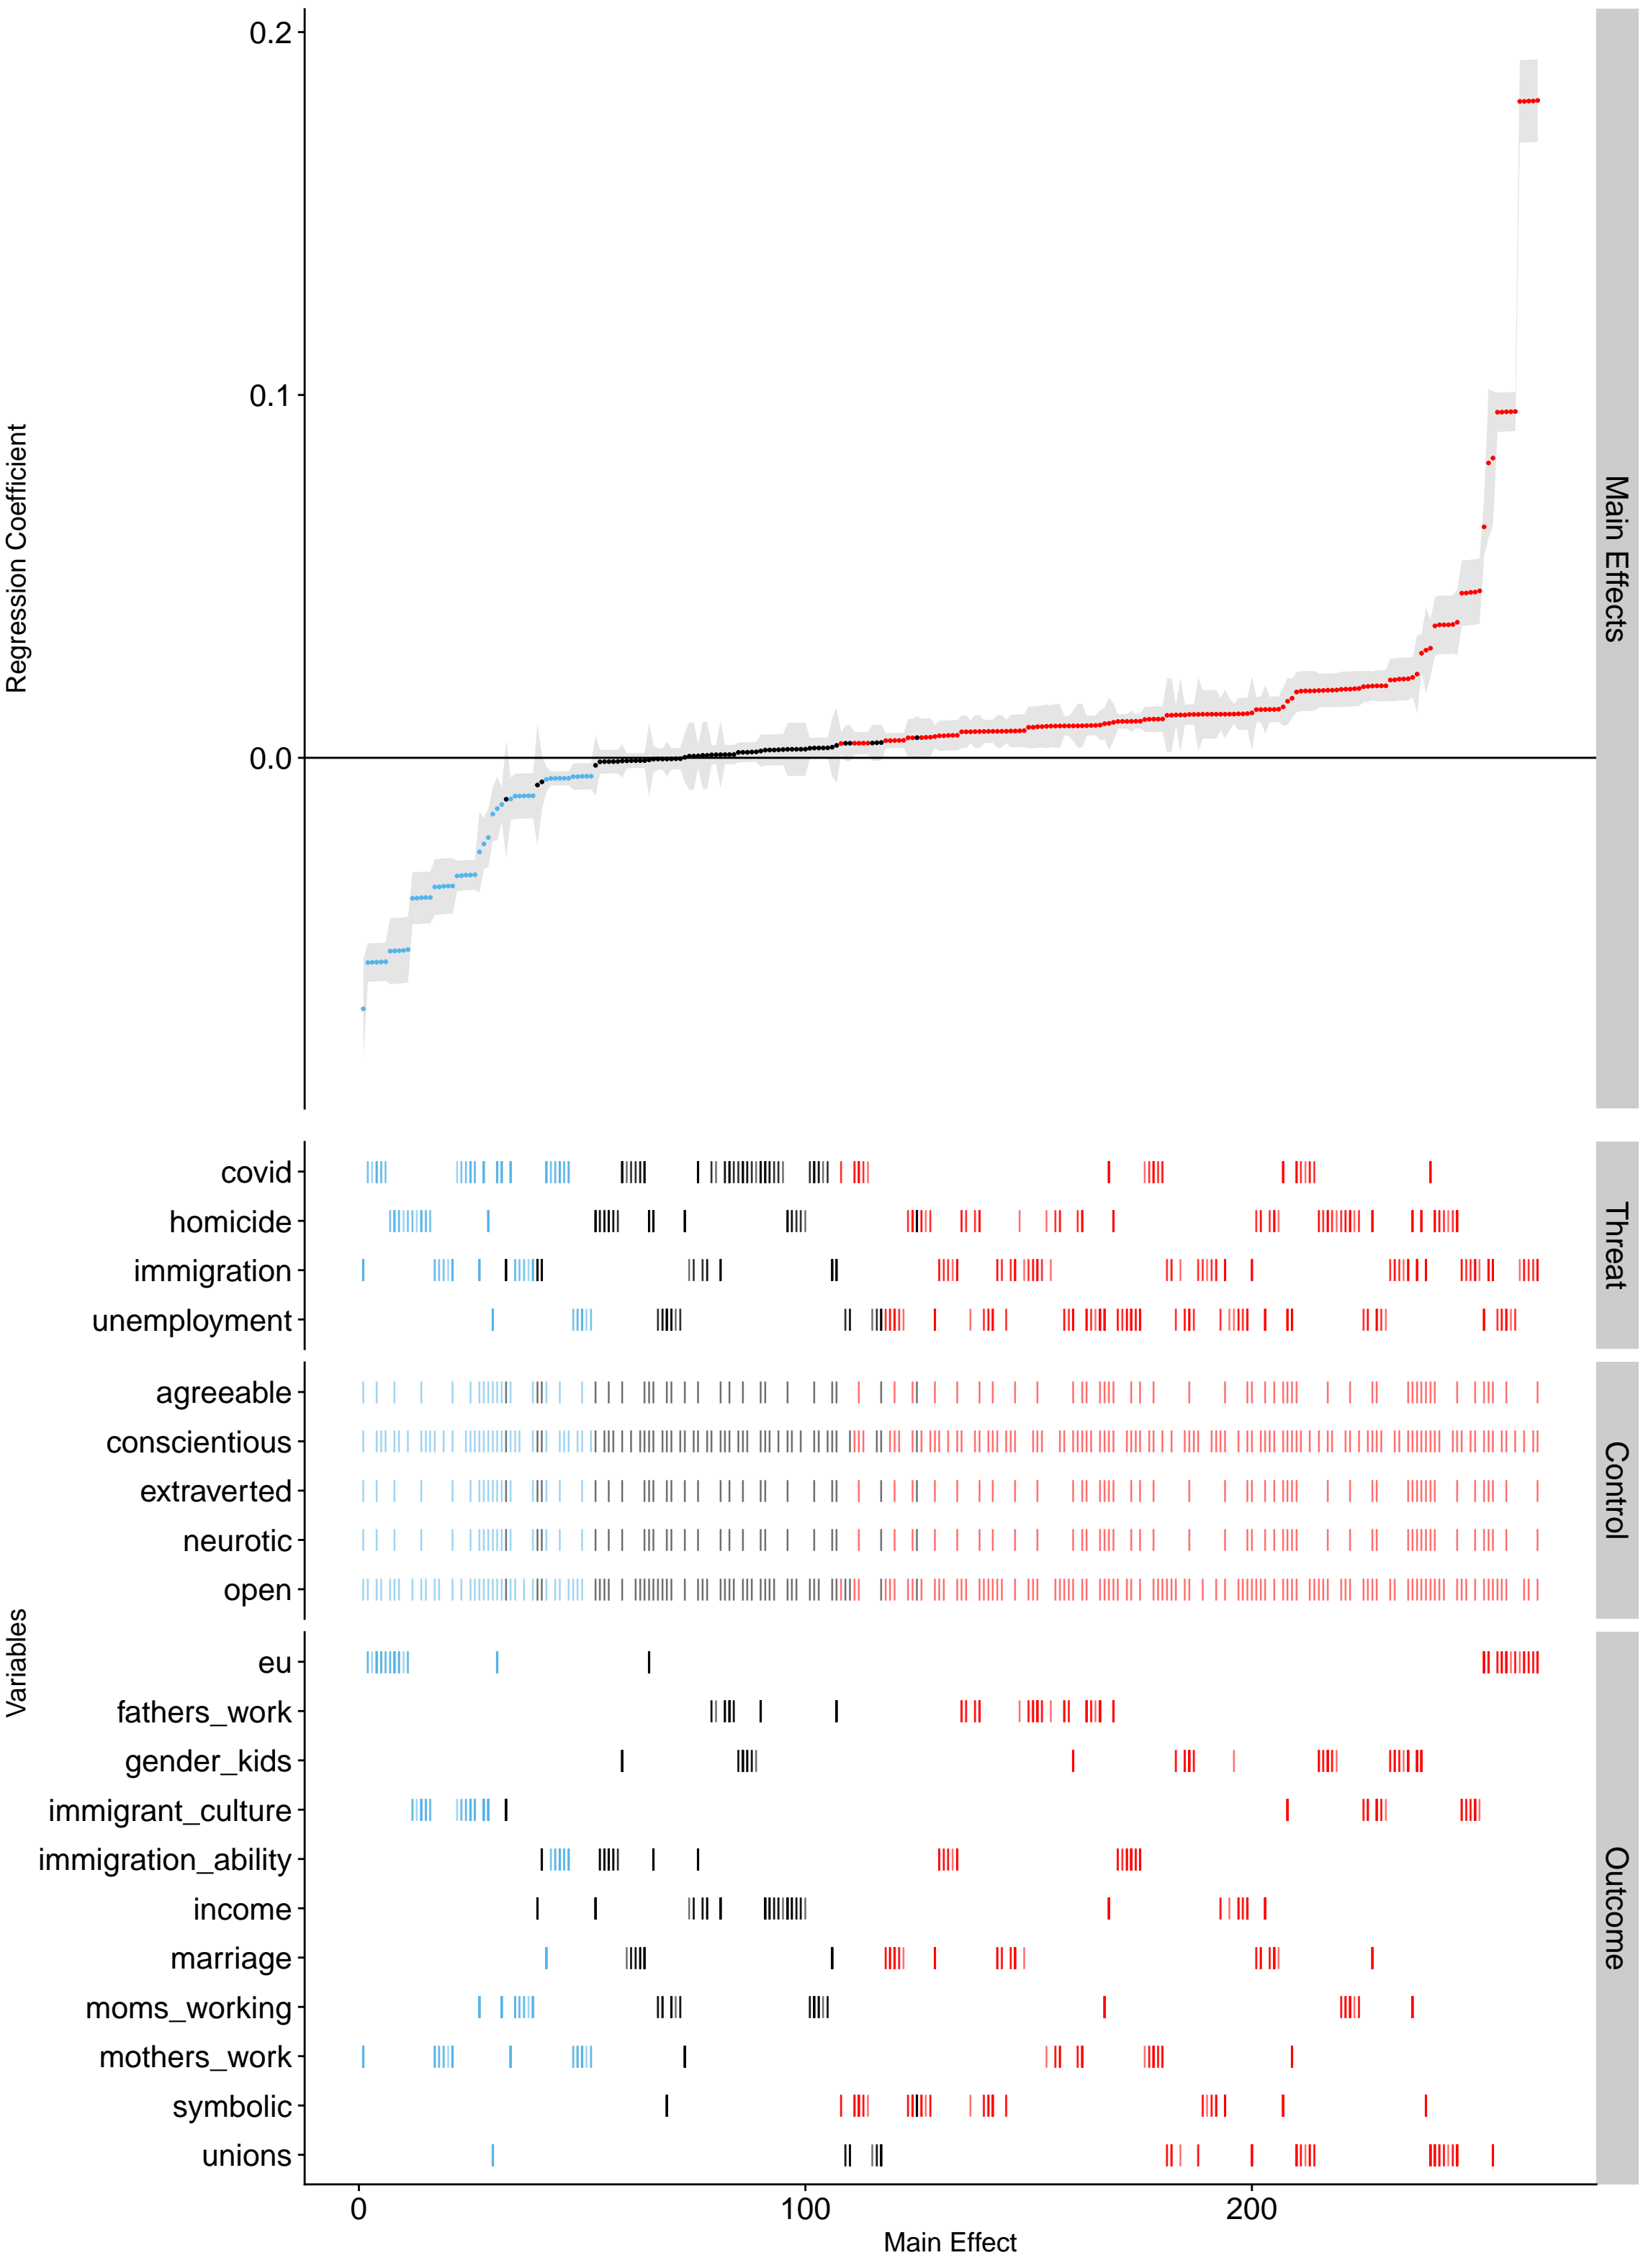 0.2
0.1
0.0
Regression Coefficient
Main Effects
covid
homicide
immigration
unemployment
Threat
agreeable
conscientious
extraverted
neurotic
open
Control
Variables
eu
fathers_work
gender_kids
immigrant_culture
immigration_ability
income
marriage
moms_working
mothers_work
symbolic
unions
Outcome
0 100 200
Main Effect